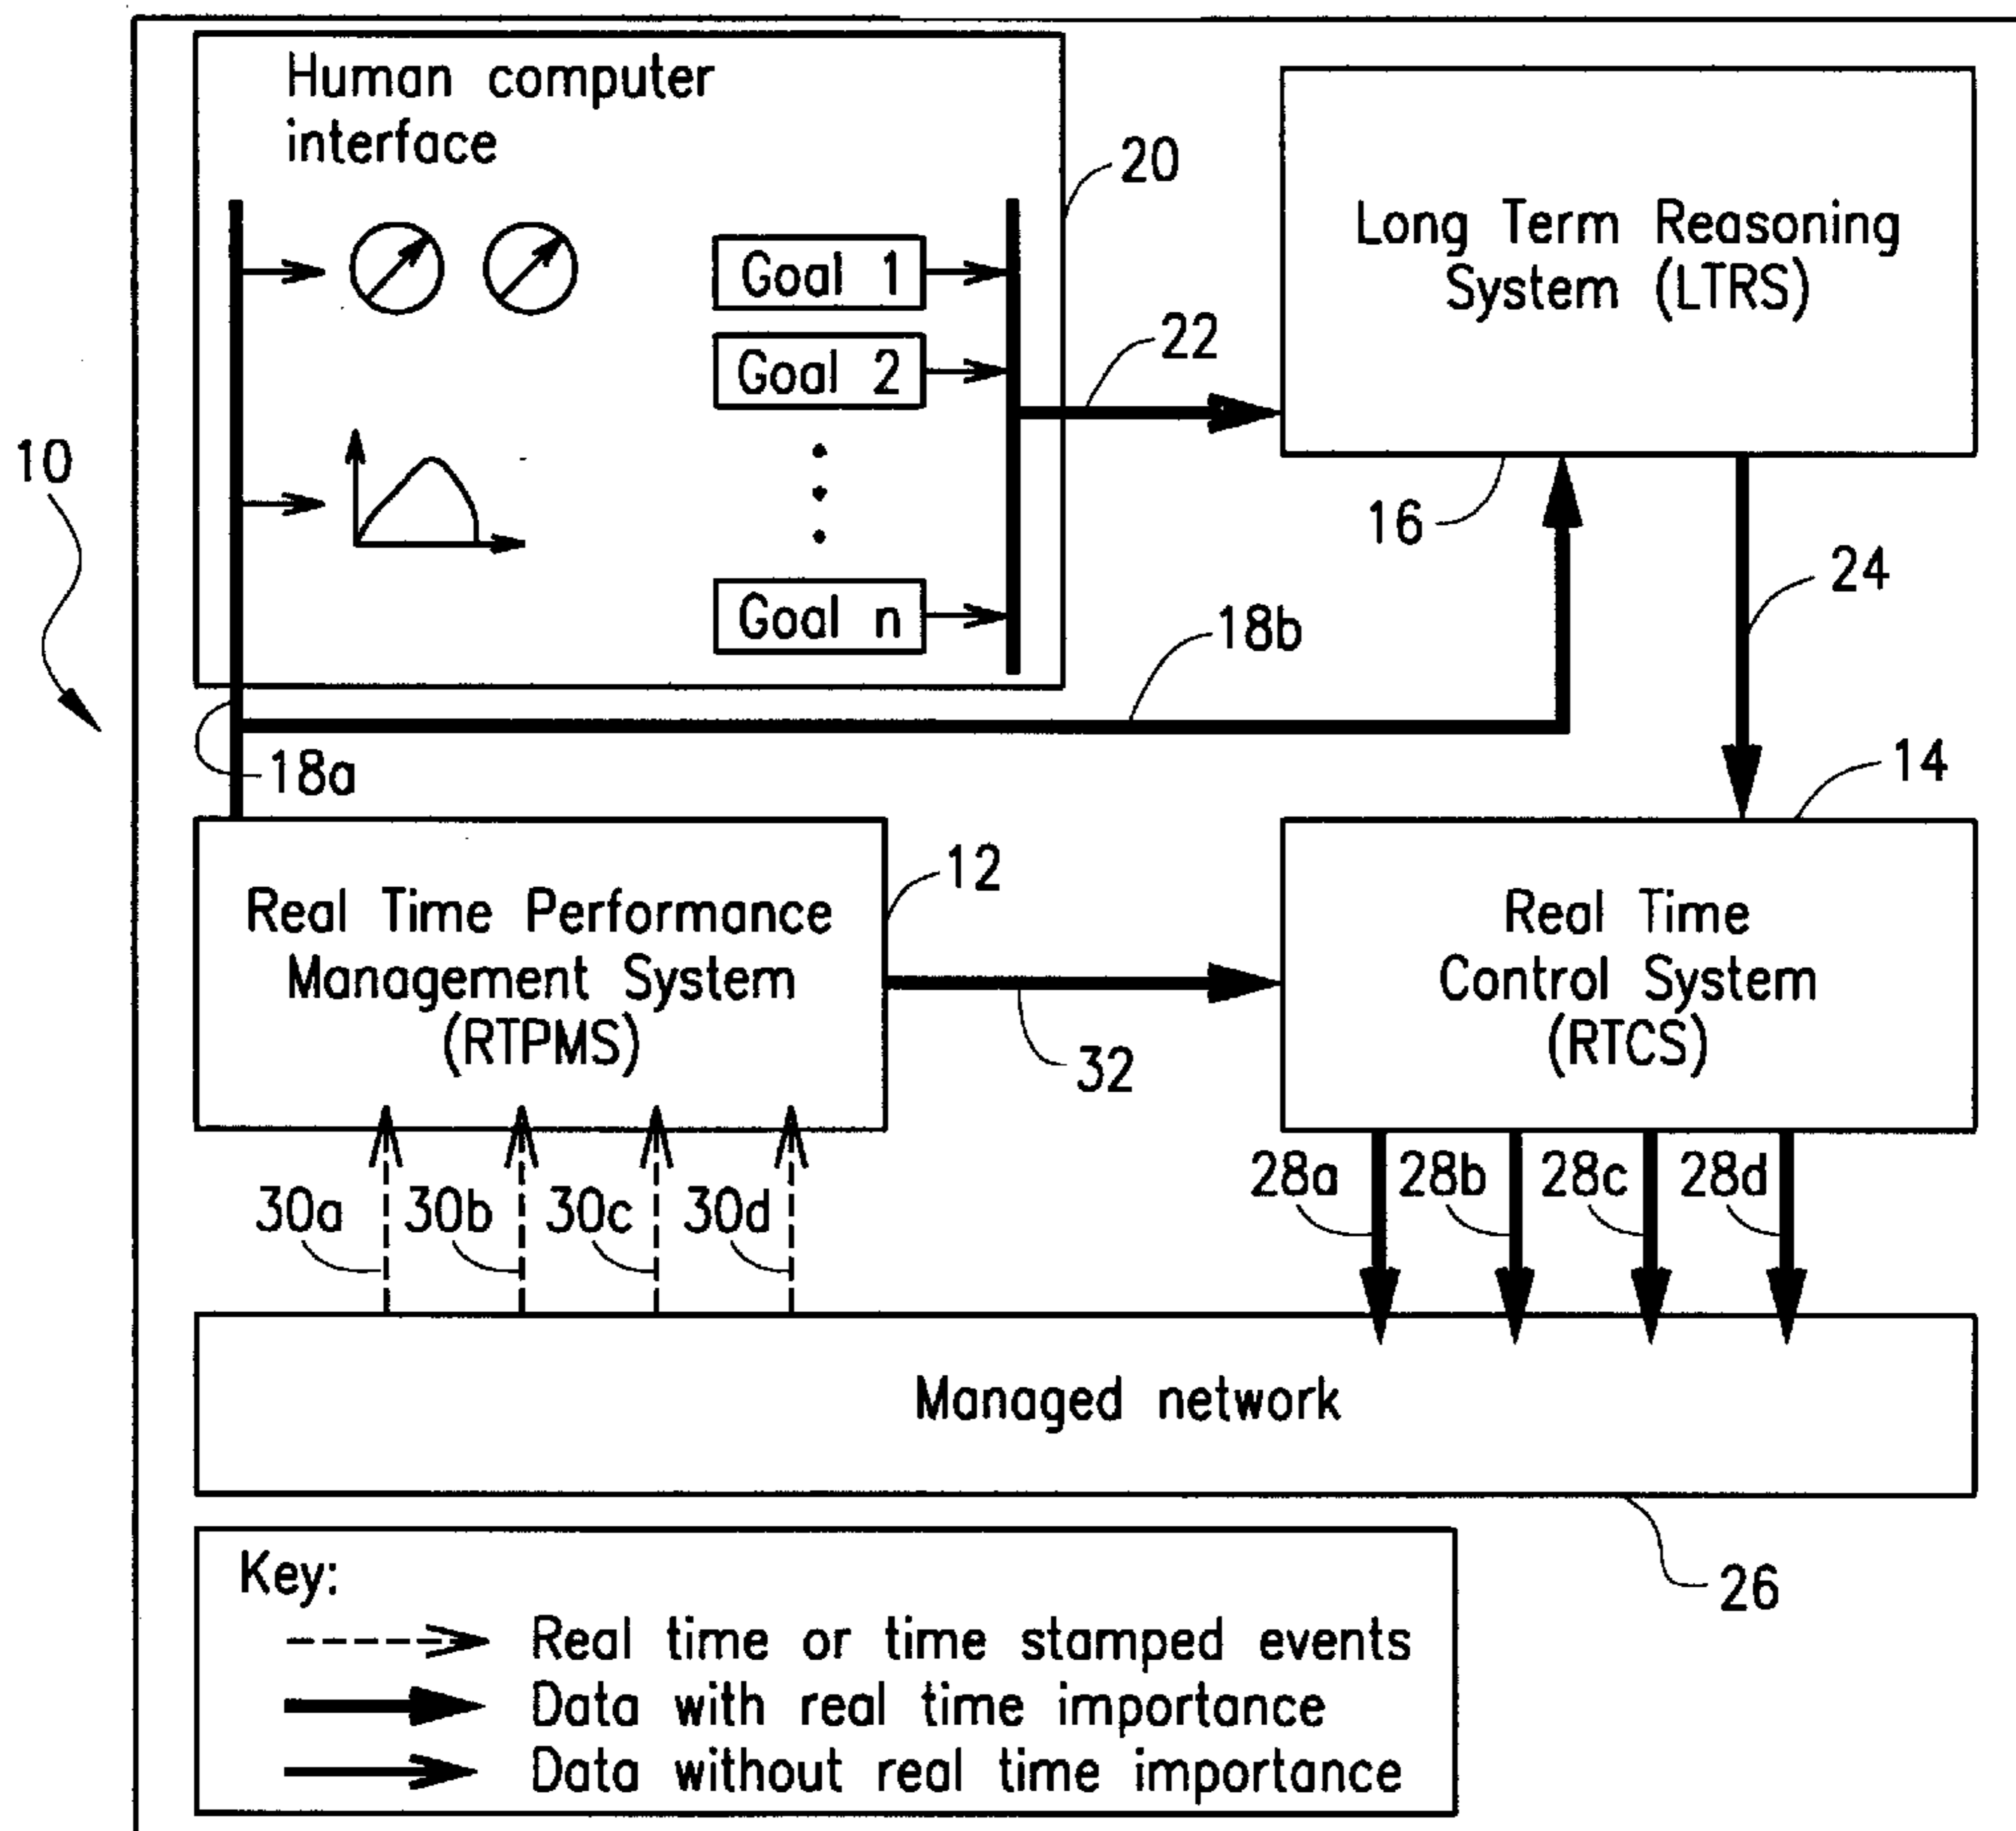 Human computer
interface
20
Goal 1
Goal 2
Goal n
22
Long Term Reasoning
System (LTRS)
10
16
24
18b
18a
14
12
Real Time Performance
Management System
(RTPMS)
32
Real Time
Control System
(RTCS)
30a 30b 30c 30d
28a 28b 28c 28d
Managed network
26
Key:
Real time or time stamped events
Data with real time importance
Data without real time importance